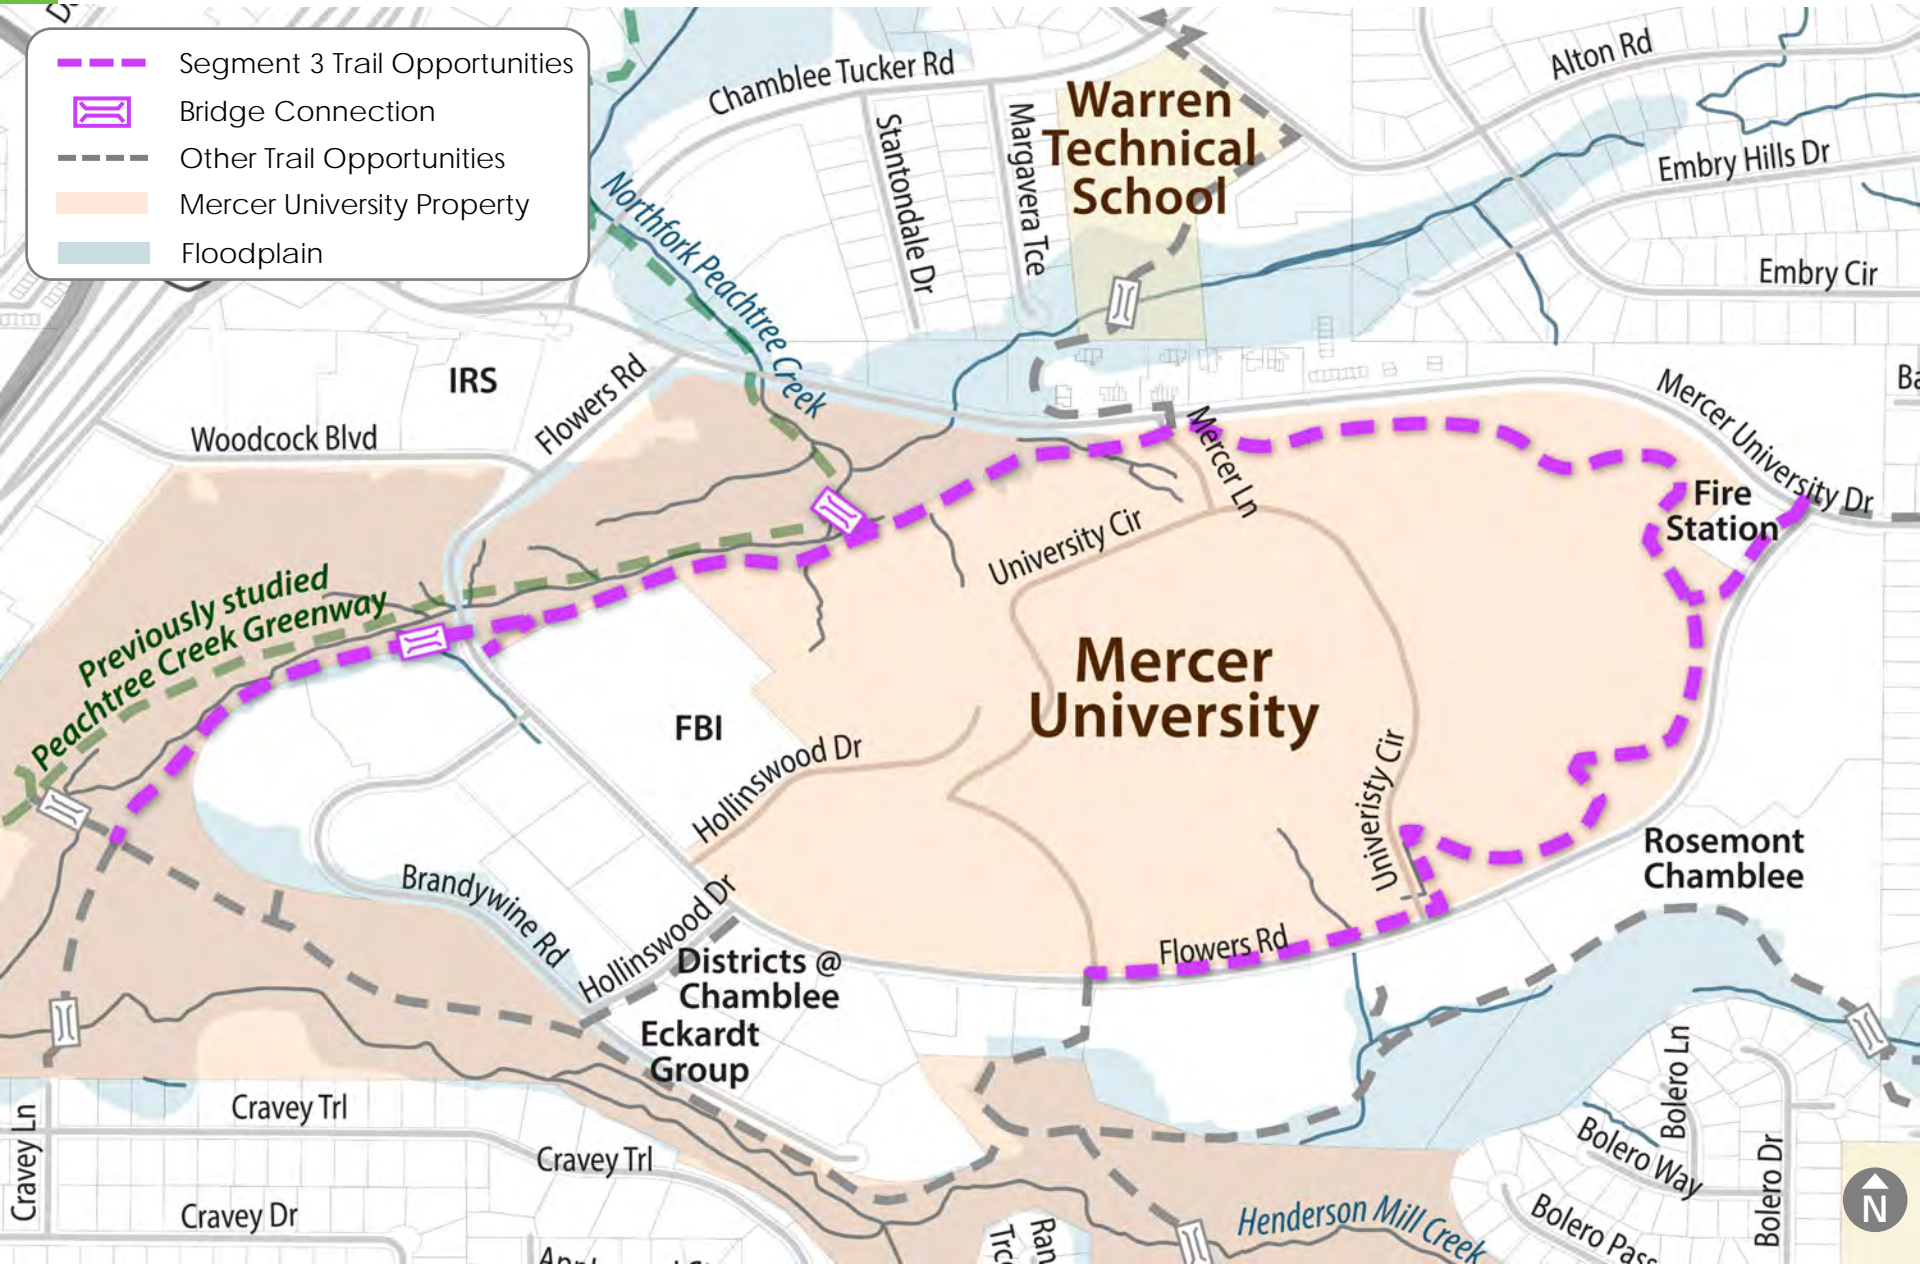 Segment 3 Trail Opportunities
Bridge Connection
Other Trail Opportunities
Mercer University Property
Floodplain
Chamblee Tucker Rd
Alton Rd
Warren
Technical
School
Stantondale Dr
Margavera Tce
Embry Hills Dr
Embry Cir
Northfork Peachtree Creek
IRS
Flowers Rd
Woodcock Blvd
Mercer University Dr
Mercer Ln
Fire
Station
University Cir
Previously studied
Peachtree Creek Greenway
Mercer
University
FBI
Hollinswood Dr
Univeristy Cir
Rosemont
Chamblee
Brandywine Rd
Hollinswood Dr
Flowers Rd
Districts @
Chamblee
Eckardt
Group
Cravey Trl
Cravey Ln
Cravey Trl
Cravey Dr
Bolero Ln
Bolero Way
Bolero Dr
Bolero Pass
Henderson Mill Creek
N